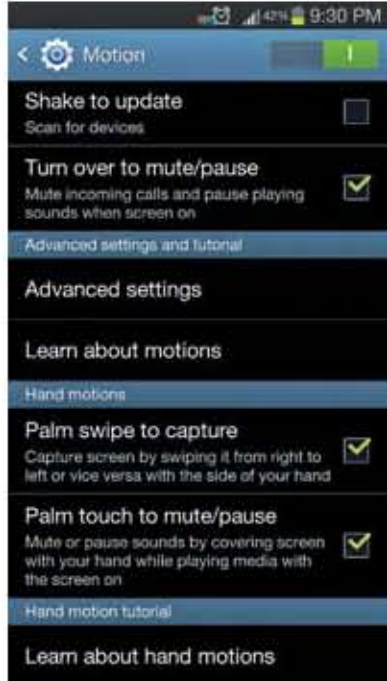 42% 9:30 PM
Motion
Shake to update
Scan for devices
Turn over to mute/pause
Mute incoming calls and pause playing
sounds when screen on
Advanced settings and tutorial
Advanced settings
Learn about motions
Hand motions
Palm swipe to capture
Capture screen by swiping it from right to
left or vice versa with the side of your hand
Palm touch to mute/pause
Mute or pause sounds by covering screen
with your hand while playing media with
the screen on
Hand motion tutorial
Learn about hand motions